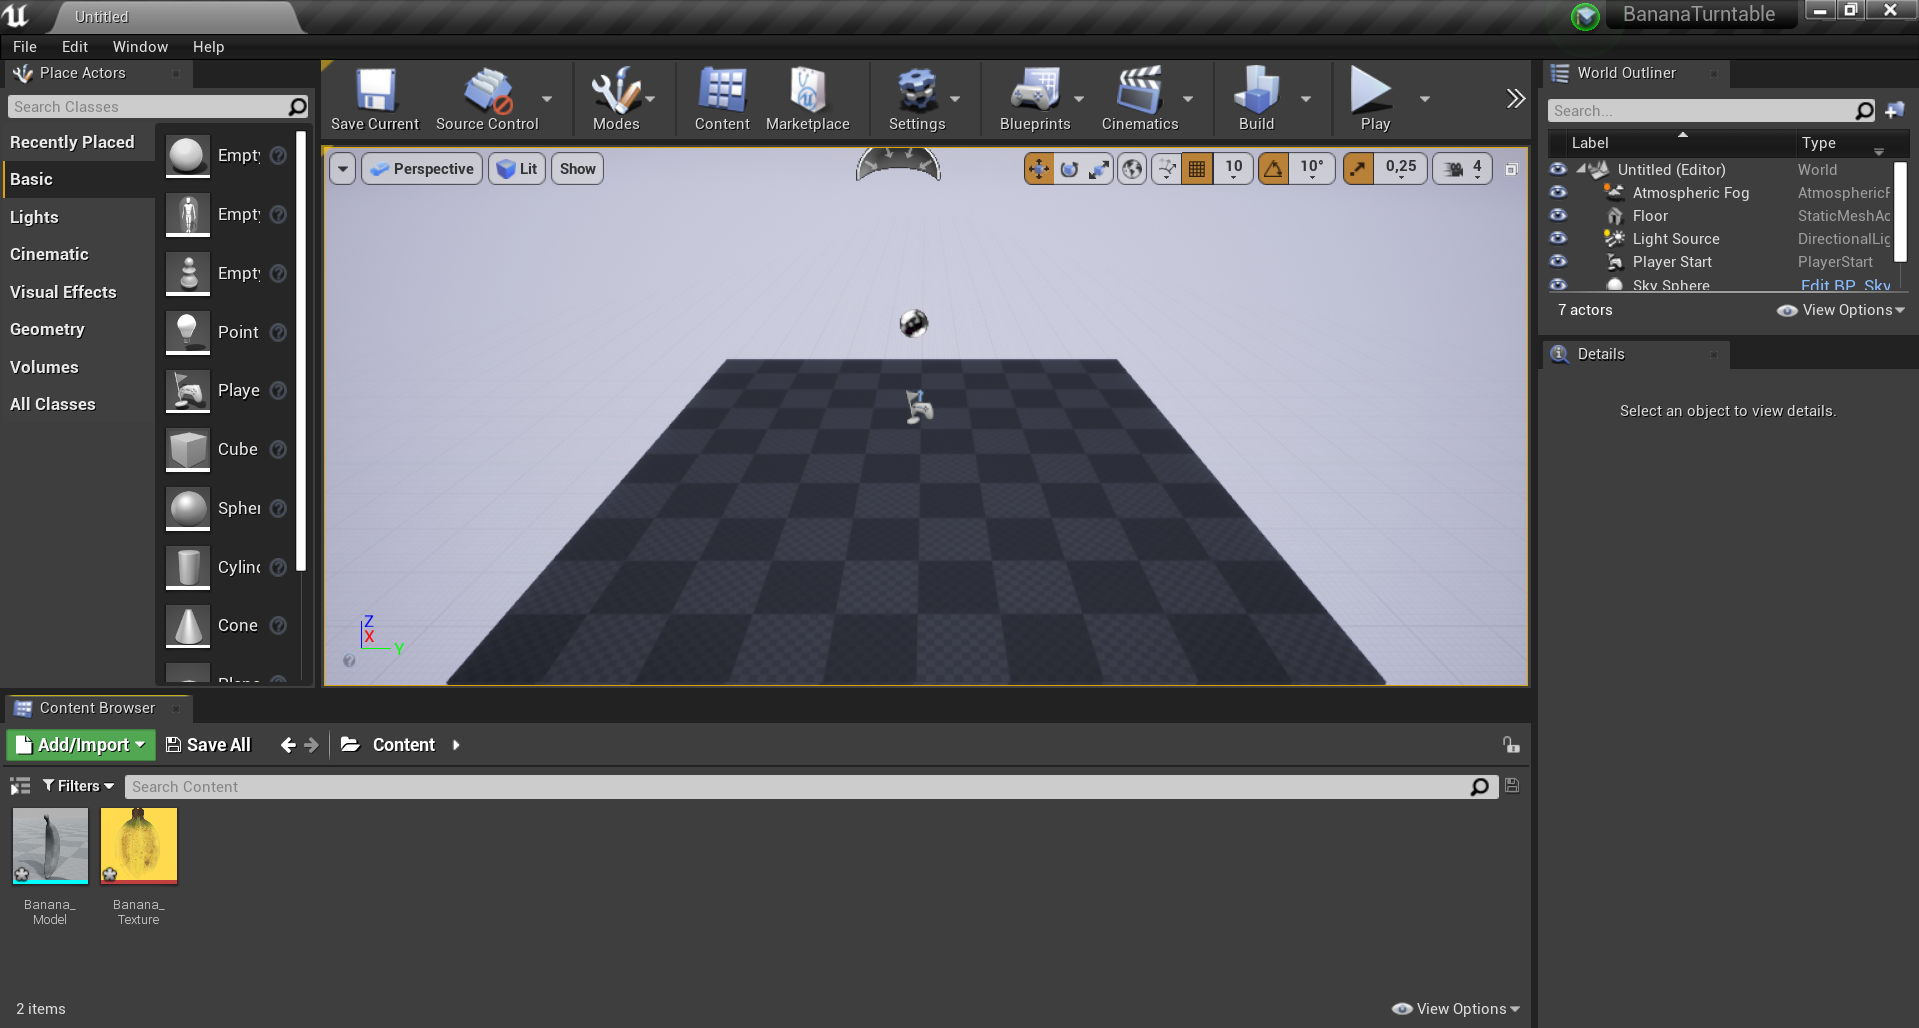 Untitled
BananaTurntable
File Edit Window Help
Place Actors
Search Classes
Recently Placed
Basic
Lights
Cinematic
Visual Effects
Geometry
Volumes
All Classes
Empty
Empty
Empty
Point
Playe
Cube
Spher
Cylind
Cone
Plane
Save Current
Source Control
Modes
Content
Marketplace
Settings
Blueprints
Cinematics
Build
Play
Perspective
Lit
Show
10
10°
0,25
4
Z
X
Y
World Outliner
Search...
Label Type
Untitled (Editor) World
Atmospheric Fog AtmosphericF
Floor StaticMeshAc
Light Source DirectionalLig
Player Start PlayerStart
Sky Sphere Edit BP_Sky
7 actors
View Options
Details
Select an object to view details.
Content Browser
Add/Import
Save All
Content
Filters
Search Content
Banana_
Model
Banana_
Texture
2 items
View Options